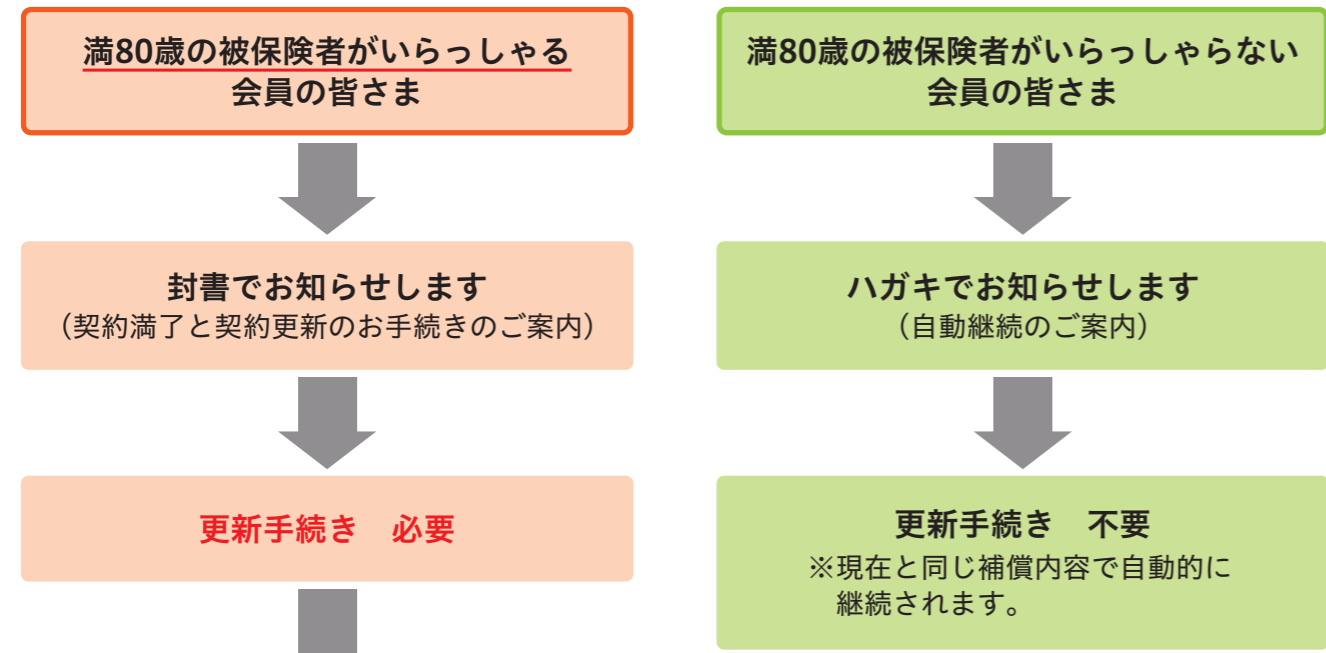 満80歳の被保険者がいらっしゃる
会員の皆さま
封書でお知らせします
（契約満了と契約更新のお手続きのご案内）
更新手続き　必要
満80歳の被保険者がいらっしゃらない
会員の皆さま
ハガキでお知らせします
（自動継続のご案内）
更新手続き　不要
※現在と同じ補償内容で自動的に
継続されます。